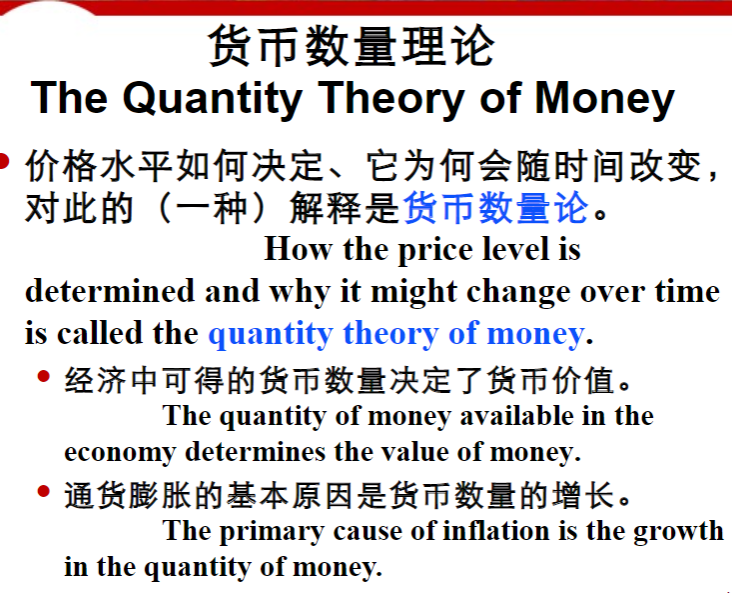 货币数量理论
The Quantity Theory of Money
• 价格水平如何决定、它为何会随时间改变，
对此的（一种）解释是货币数量论。
How the price level is
determined and why it might change over time
is called the quantity theory of money.
• 经济中可得的货币数量决定了货币价值。
The quantity of money available in the
economy determines the value of money.
• 通货膨胀的基本原因是货币数量的增长。
The primary cause of inflation is the growth
in the quantity of money.